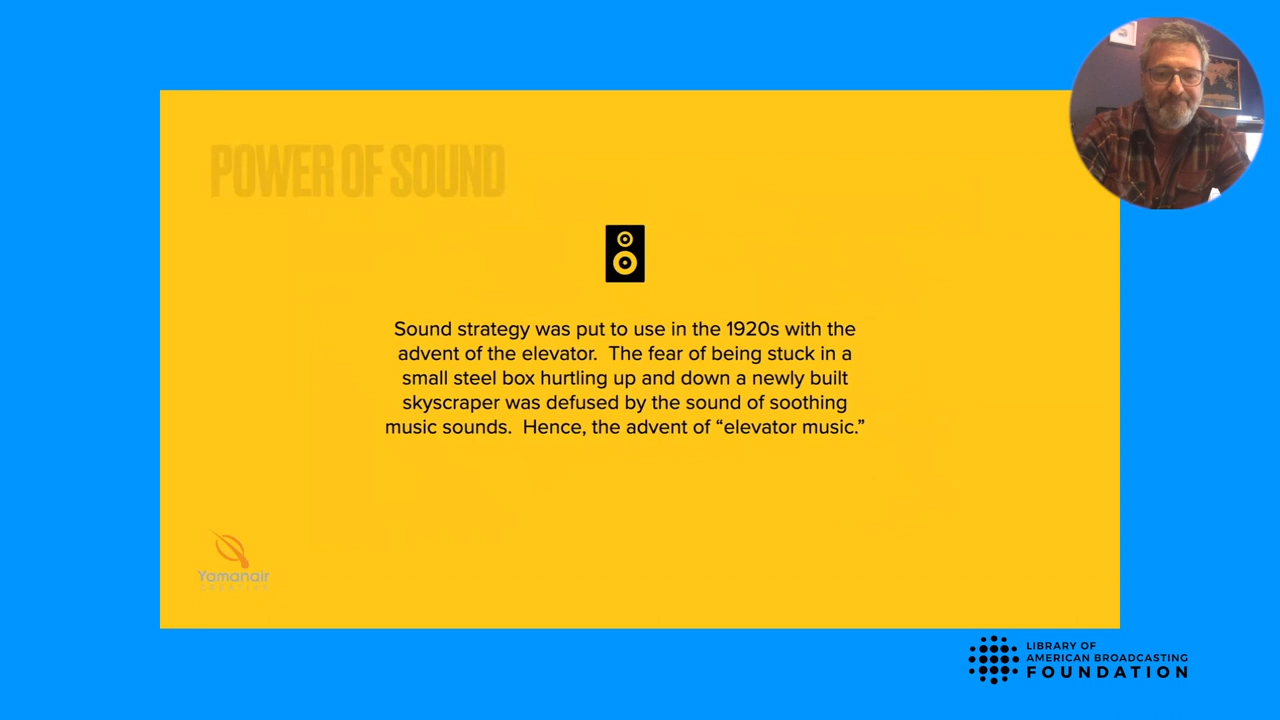 POWER OF SOUND
Sound strategy was put to use in the 1920s with the
advent of the elevator.  The fear of being stuck in a
small steel box hurtling up and down a newly built
skyscraper was defused by the sound of soothing
music sounds.  Hence, the advent of “elevator music.”
Yamanair
CREATIVE
LIBRARY OF
AMERICAN BROADCASTING
FOUNDATION